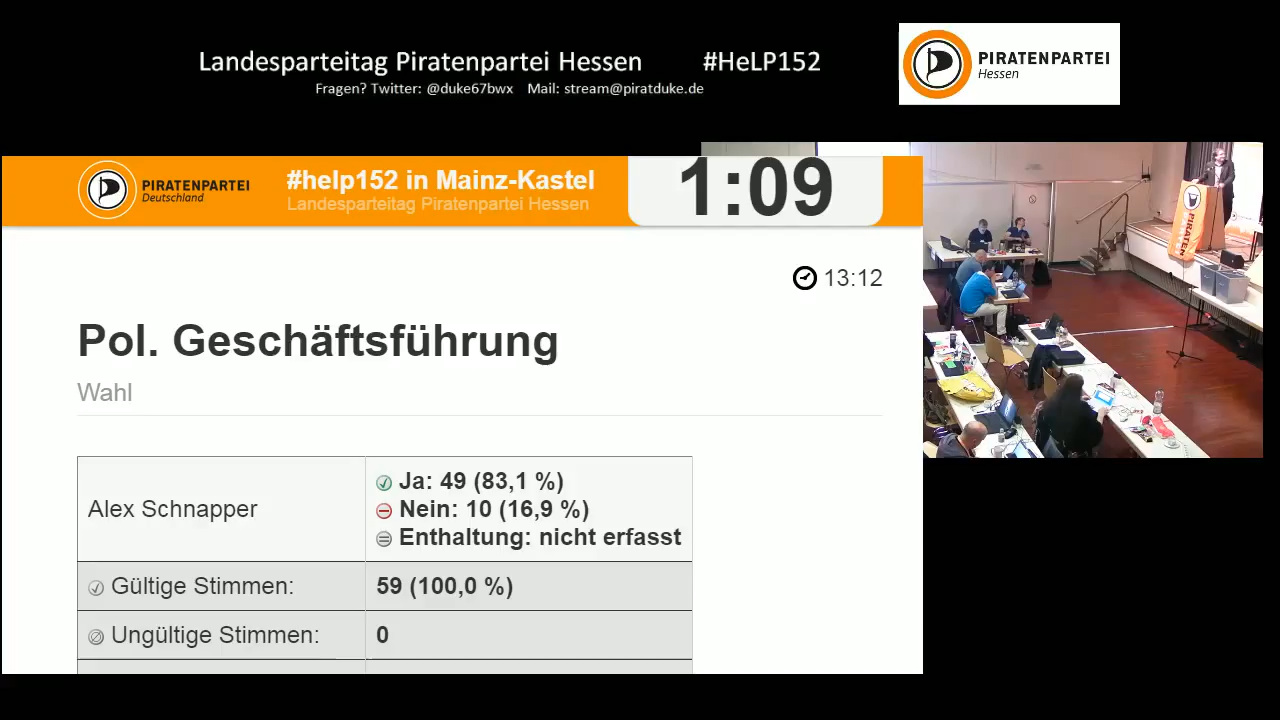 Landesparteitag Piratenpartei Hessen #HeLP152
Fragen? Twitter: @duke67bwx Mail: stream@piratduke.de
PIRATENPARTEI
Hessen
PIRATENPARTEI
Deutschland
#help152 in Mainz-Kastel
Landesparteitag Piratenpartei Hessen
1:09
13:12
Pol. Geschäftsführung
Wahl
Alex Schnapper
Ja: 49 (83,1 %)
Nein: 10 (16,9 %)
Enthaltung: nicht erfasst
Gültige Stimmen: 59 (100,0 %)
Ungültige Stimmen: 0
PIRATEN